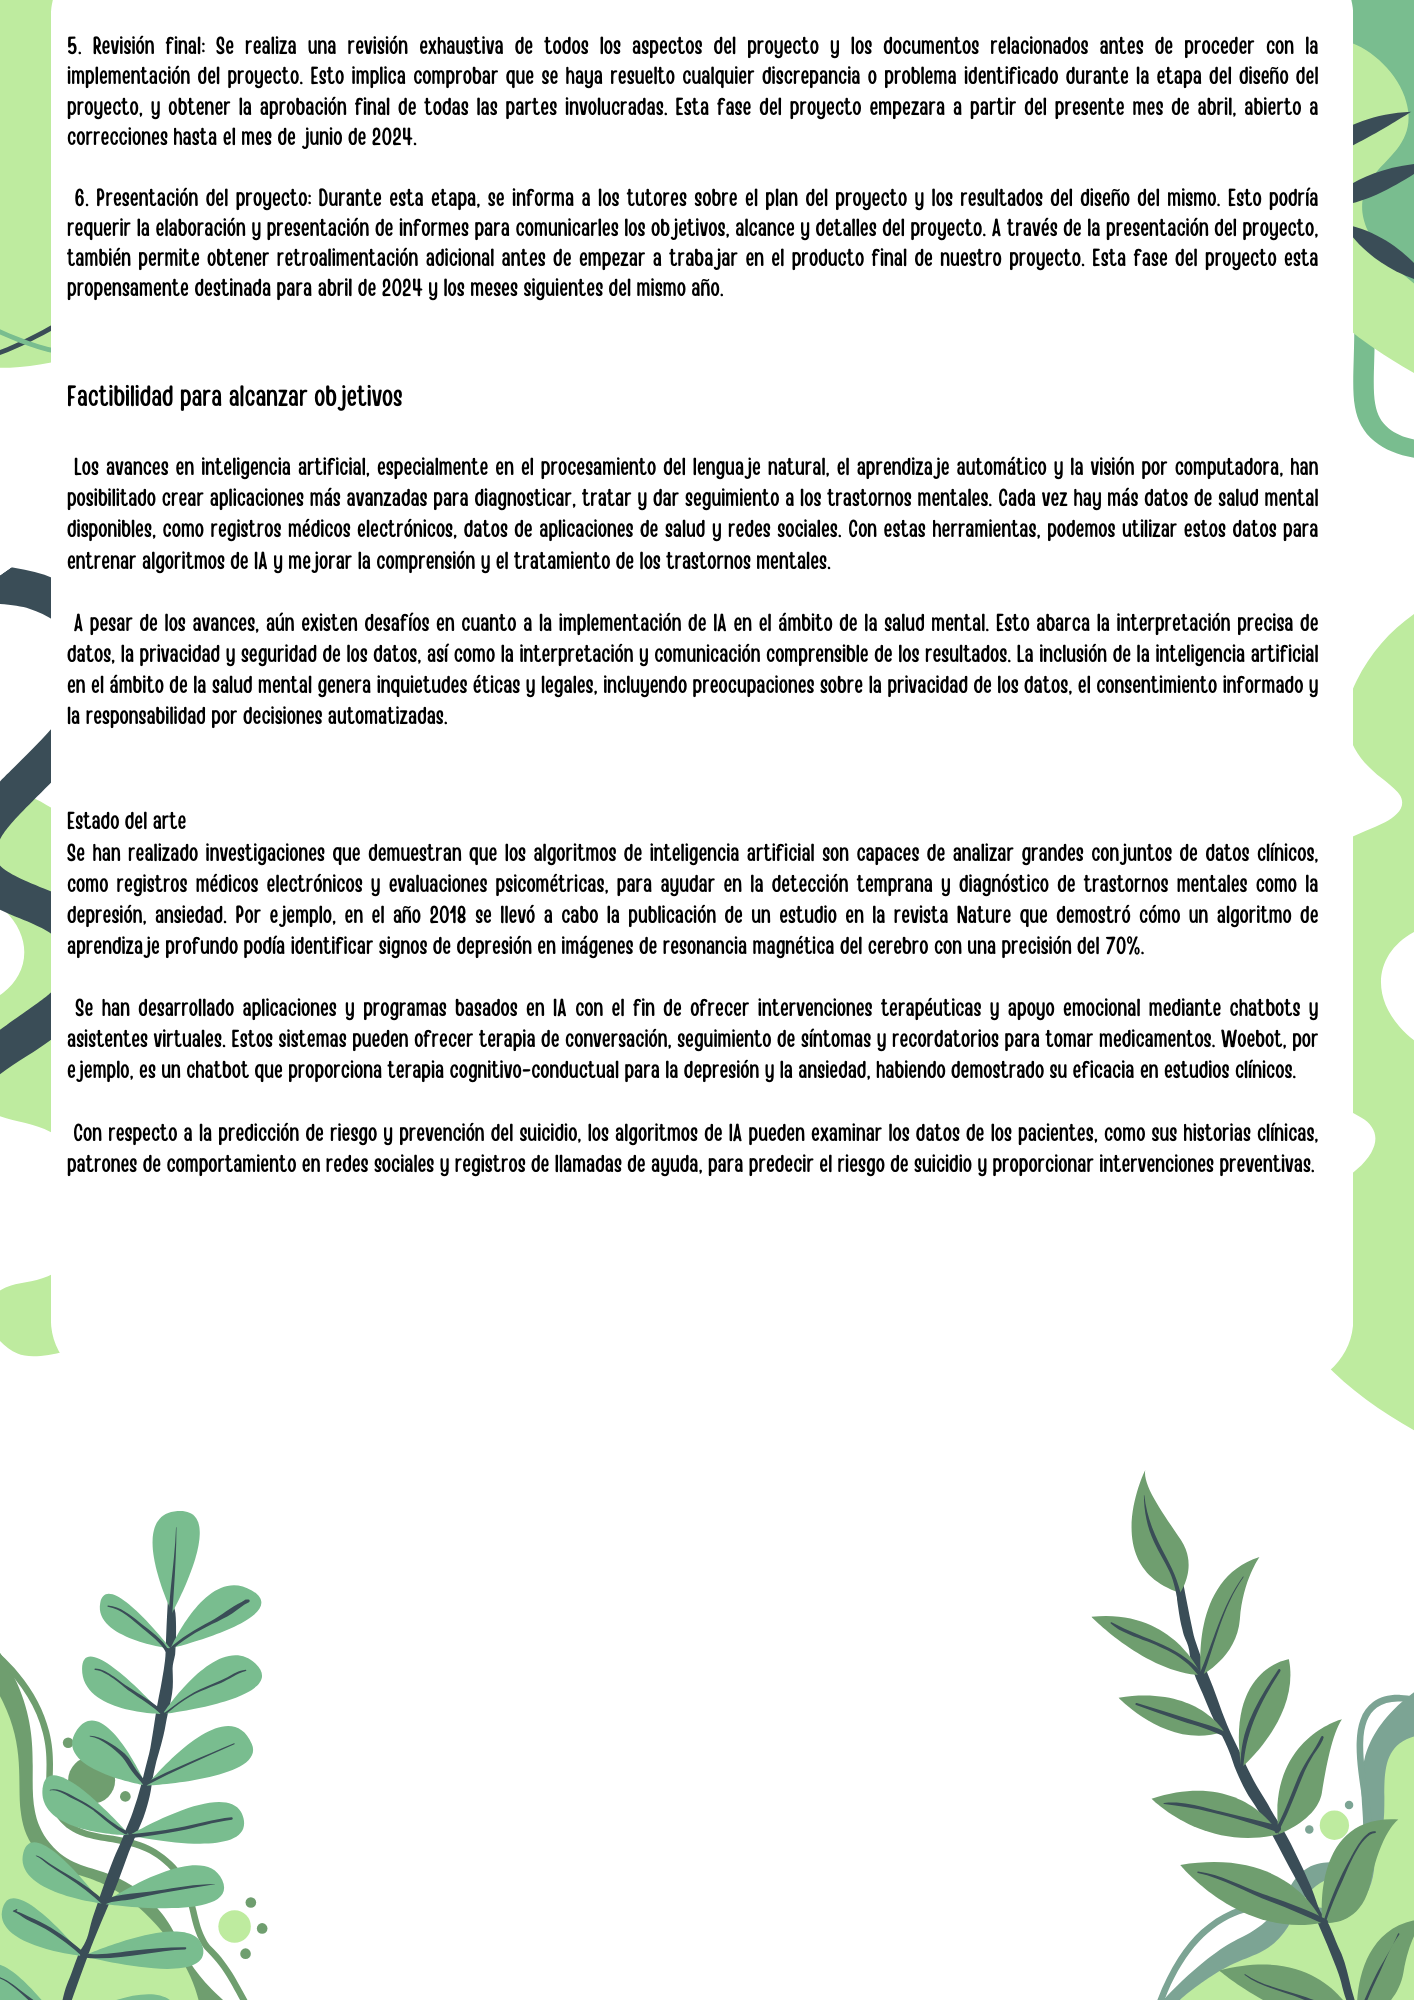 5. Revisión final: Se realiza una revisión exhaustiva de todos los aspectos del proyecto y los documentos relacionados antes de proceder con la
implementación del proyecto. Esto implica comprobar que se haya resuelto cualquier discrepancia o problema identificado durante la etapa del diseño del
proyecto, y obtener la aprobación final de todas las partes involucradas. Esta fase del proyecto empezara a partir del presente mes de abril, abierto a
correcciones hasta el mes de junio de 2024.
6. Presentación del proyecto: Durante esta etapa, se informa a los tutores sobre el plan del proyecto y los resultados del diseño del mismo. Esto podría
requerir la elaboración y presentación de informes para comunicarles los objetivos, alcance y detalles del proyecto. A través de la presentación del proyecto,
también permite obtener retroalimentación adicional antes de empezar a trabajar en el producto final de nuestro proyecto. Esta fase del proyecto esta
propensamente destinada para abril de 2024 y los meses siguientes del mismo año.
Factibilidad para alcanzar objetivos
Los avances en inteligencia artificial, especialmente en el procesamiento del lenguaje natural, el aprendizaje automático y la visión por computadora, han
posibilitado crear aplicaciones más avanzadas para diagnosticar, tratar y dar seguimiento a los trastornos mentales. Cada vez hay más datos de salud mental
disponibles, como registros médicos electrónicos, datos de aplicaciones de salud y redes sociales. Con estas herramientas, podemos utilizar estos datos para
entrenar algoritmos de IA y mejorar la comprensión y el tratamiento de los trastornos mentales.
A pesar de los avances, aún existen desafíos en cuanto a la implementación de IA en el ámbito de la salud mental. Esto abarca la interpretación precisa de
datos, la privacidad y seguridad de los datos, así como la interpretación y comunicación comprensible de los resultados. La inclusión de la inteligencia artificial
en el ámbito de la salud mental genera inquietudes éticas y legales, incluyendo preocupaciones sobre la privacidad de los datos, el consentimiento informado y
la responsabilidad por decisiones automatizadas.
Estado del arte
Se han realizado investigaciones que demuestran que los algoritmos de inteligencia artificial son capaces de analizar grandes conjuntos de datos clínicos,
como registros médicos electrónicos y evaluaciones psicométricas, para ayudar en la detección temprana y diagnóstico de trastornos mentales como la
depresión, ansiedad. Por ejemplo, en el año 2018 se llevó a cabo la publicación de un estudio en la revista Nature que demostró cómo un algoritmo de
aprendizaje profundo podía identificar signos de depresión en imágenes de resonancia magnética del cerebro con una precisión del 70%.
Se han desarrollado aplicaciones y programas basados en IA con el fin de ofrecer intervenciones terapéuticas y apoyo emocional mediante chatbots y
asistentes virtuales. Estos sistemas pueden ofrecer terapia de conversación, seguimiento de síntomas y recordatorios para tomar medicamentos. Woebot, por
ejemplo, es un chatbot que proporciona terapia cognitivo-conductual para la depresión y la ansiedad, habiendo demostrado su eficacia en estudios clínicos.
Con respecto a la predicción de riesgo y prevención del suicidio, los algoritmos de IA pueden examinar los datos de los pacientes, como sus historias clínicas,
patrones de comportamiento en redes sociales y registros de llamadas de ayuda, para predecir el riesgo de suicidio y proporcionar intervenciones preventivas.